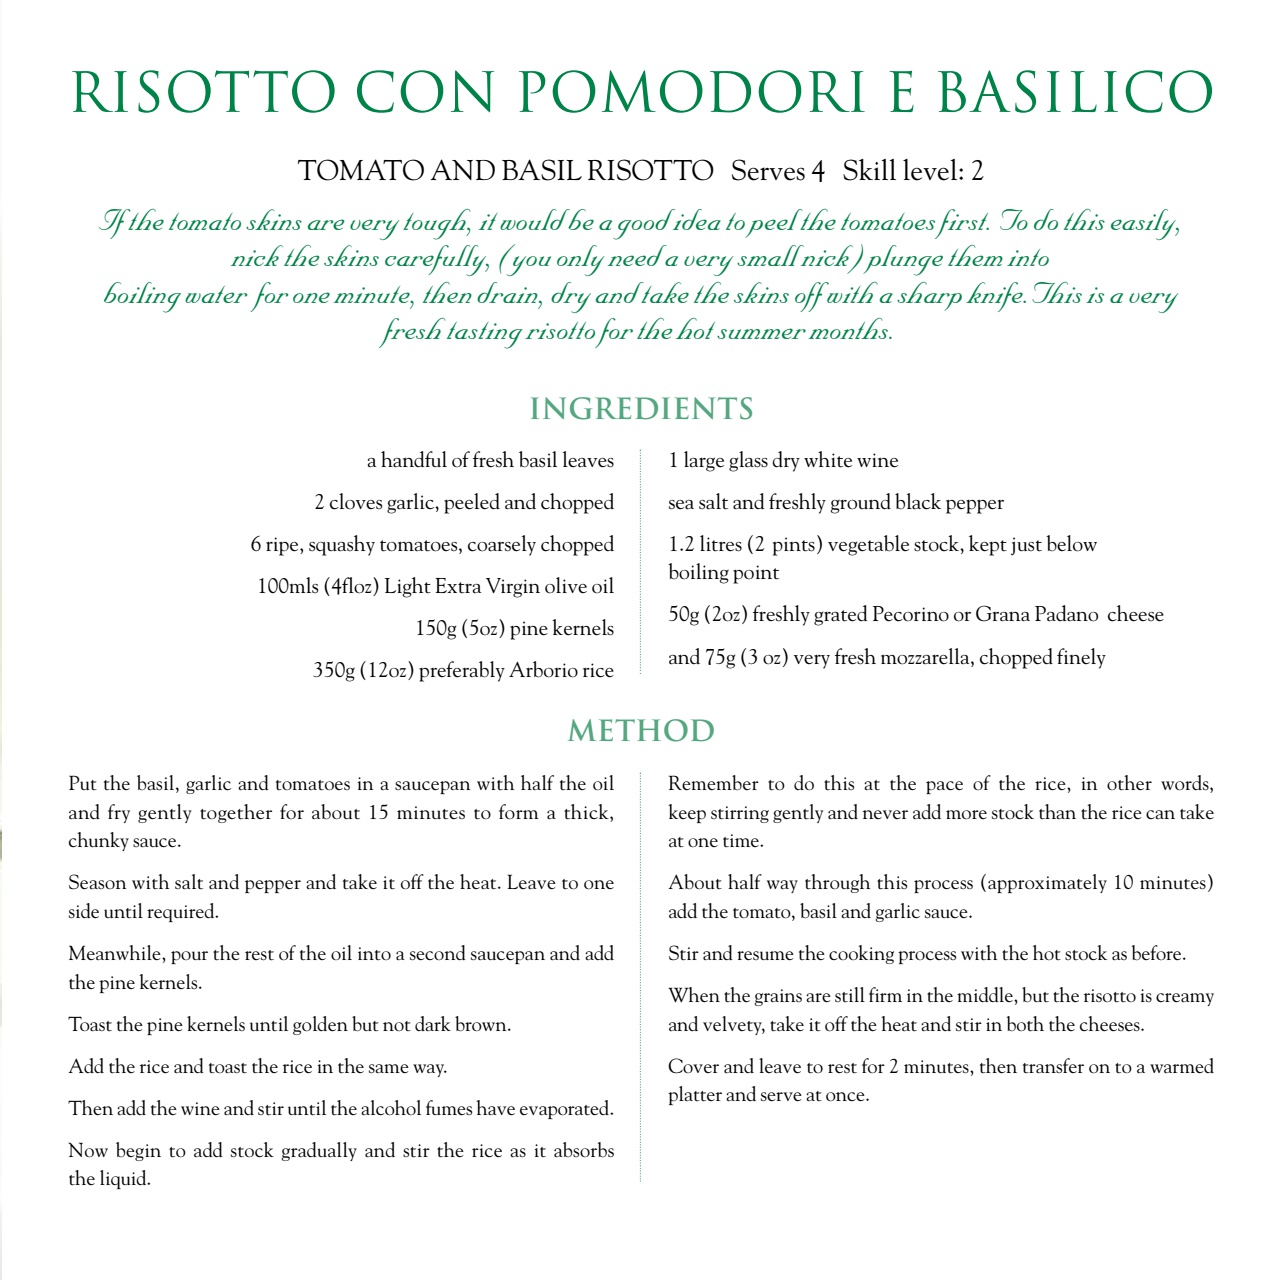 RISOTTO CON POMODORI E BASILICO
TOMATO AND BASIL RISOTTO Serves 4 Skill level: 2
If the tomato skins are very tough, it would be a good idea to peel the tomatoes first. To do this easily,
nick the skins carefully, (you only need a very small nick) plunge them into
boiling water for one minute, then drain, dry and take the skins off with a sharp knife. This is a very
fresh tasting risotto for the hot summer months.
INGREDIENTS
a handful of fresh basil leaves
2 cloves garlic, peeled and chopped
6 ripe, squashy tomatoes, coarsely chopped
100mls (4floz) Light Extra Virgin olive oil
150g (5oz) pine kernels
350g (12oz) preferably Arborio rice
1 large glass dry white wine
sea salt and freshly ground black pepper
1.2 litres (2 pints) vegetable stock, kept just below
boiling point
50g (2oz) freshly grated Pecorino or Grana Padano cheese
and 75g (3 oz) very fresh mozzarella, chopped finely
METHOD
Put the basil, garlic and tomatoes in a saucepan with half the oil
and fry gently together for about 15 minutes to form a thick,
chunky sauce.
Season with salt and pepper and take it off the heat. Leave to one
side until required.
Meanwhile, pour the rest of the oil into a second saucepan and add
the pine kernels.
Toast the pine kernels until golden but not dark brown.
Add the rice and toast the rice in the same way.
Then add the wine and stir until the alcohol fumes have evaporated.
Now begin to add stock gradually and stir the rice as it absorbs
the liquid.
Remember to do this at the pace of the rice, in other words,
keep stirring gently and never add more stock than the rice can take
at one time.
About half way through this process (approximately 10 minutes)
add the tomato, basil and garlic sauce.
Stir and resume the cooking process with the hot stock as before.
When the grains are still firm in the middle, but the risotto is creamy
and velvety, take it off the heat and stir in both the cheeses.
Cover and leave to rest for 2 minutes, then transfer on to a warmed
platter and serve at once.